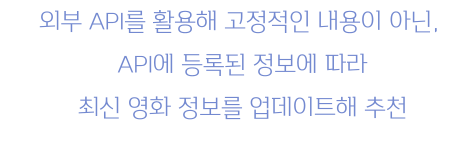 외부 API를 활용해 고정적인 내용이 아닌,
API에 등록된 정보에 따라
최신 영화 정보를 업데이트해 추천